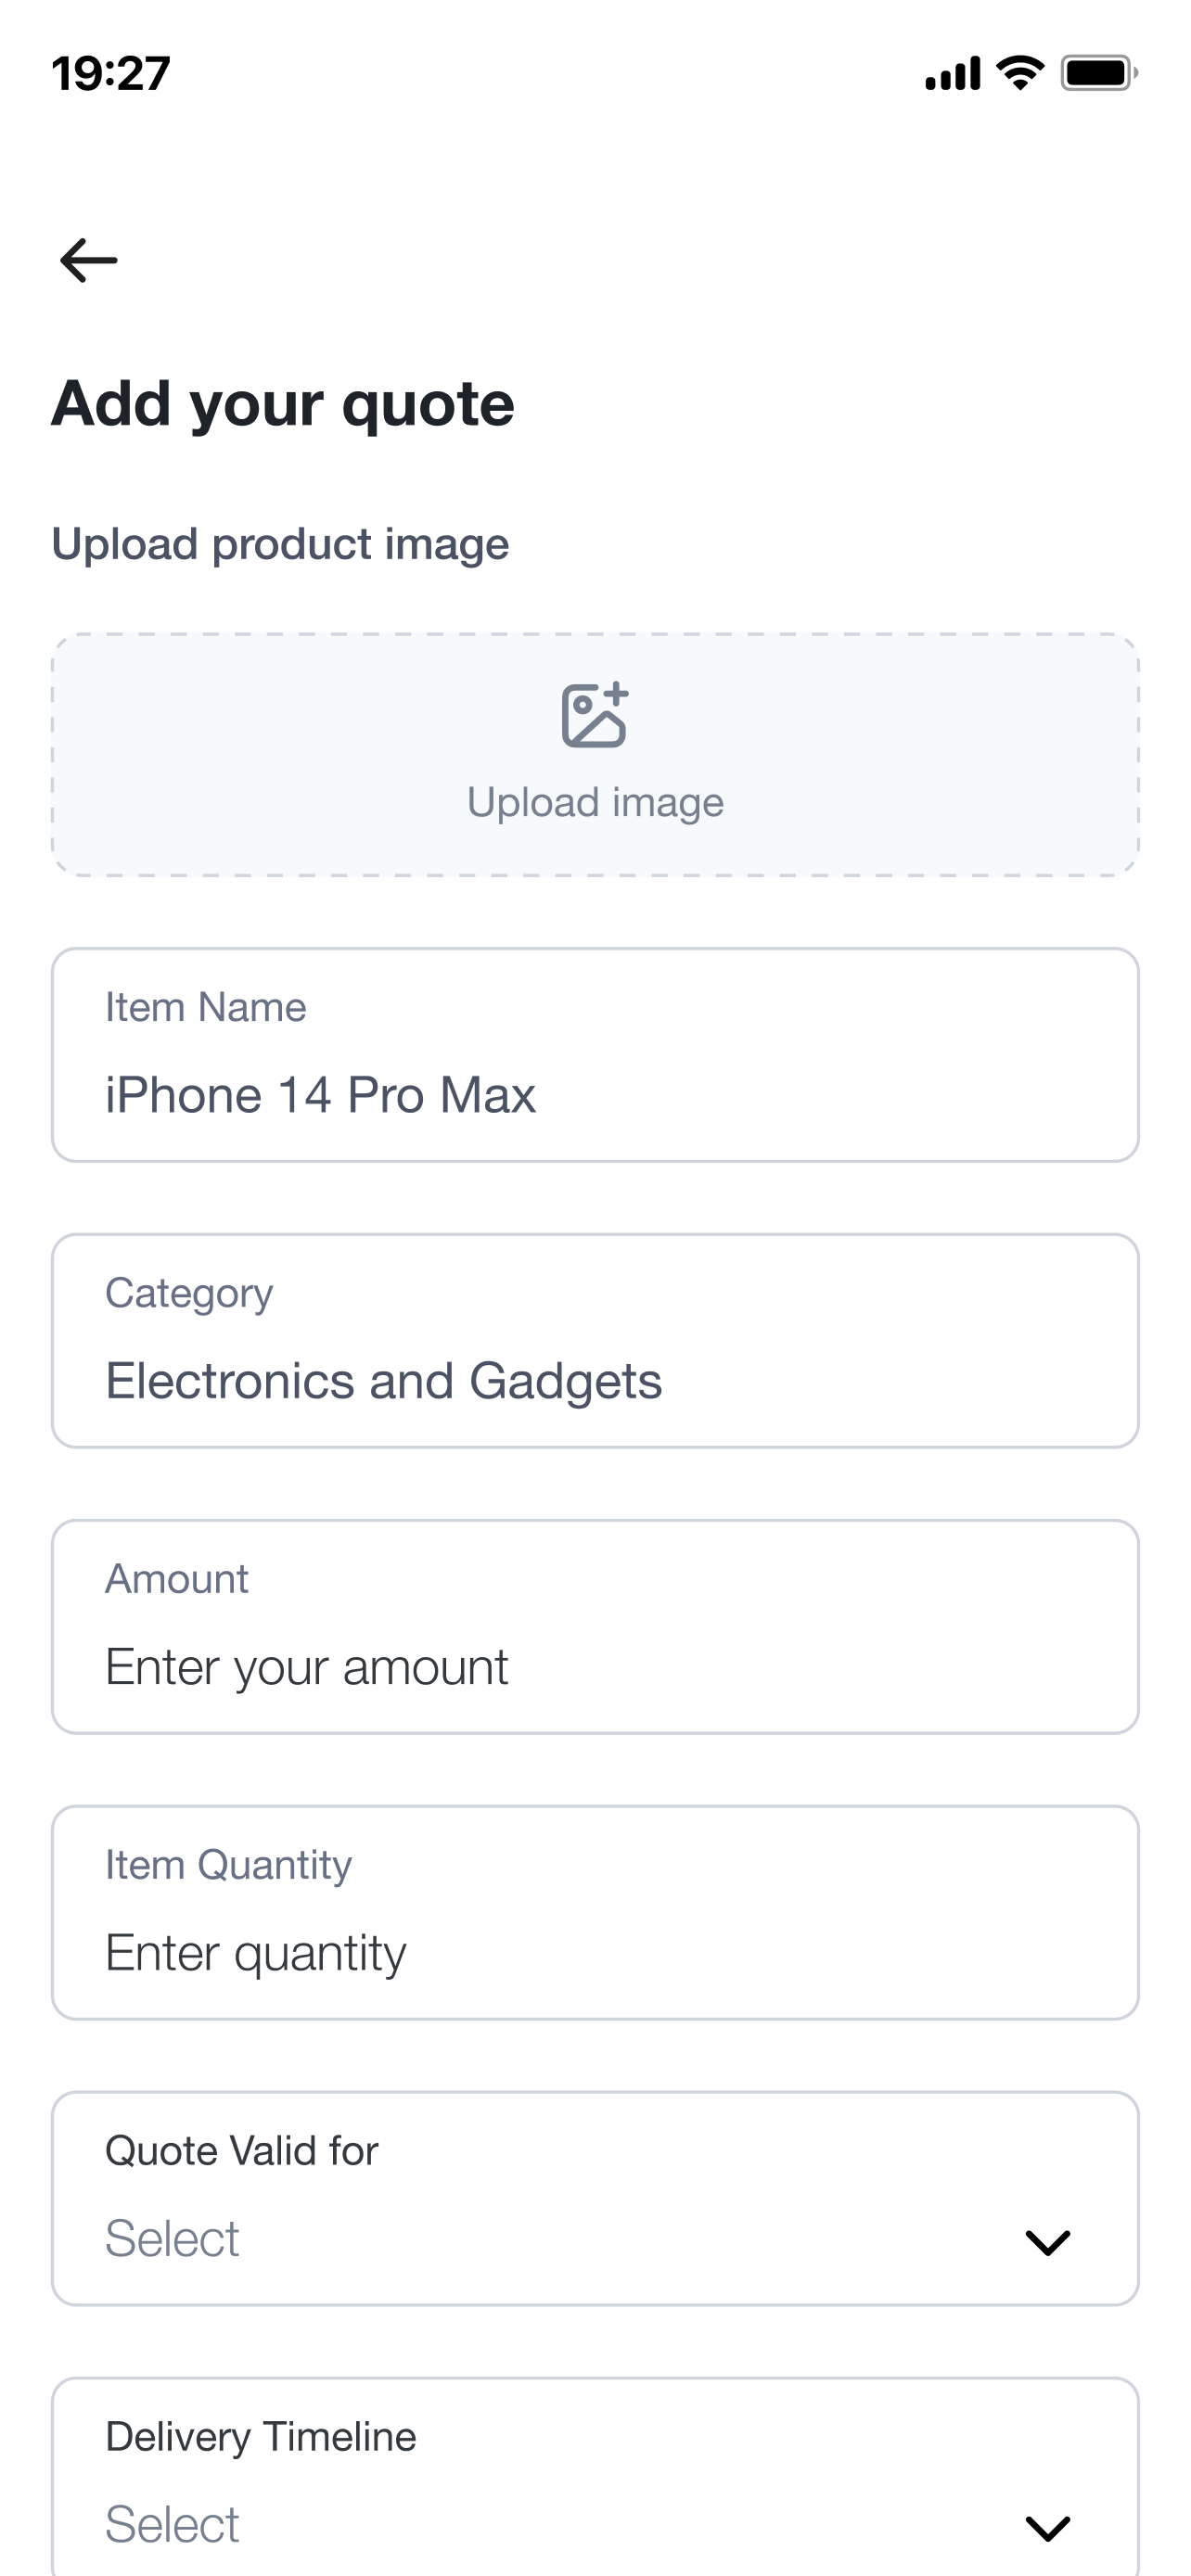 19:27
Add your quote
Upload product image
Upload image
Item Name
iPhone 14 Pro Max
Category
Electronics and Gadgets
Amount
Enter your amount
Item Quantity
Enter quantity
Quote Valid for
Select
Delivery Timeline
Select